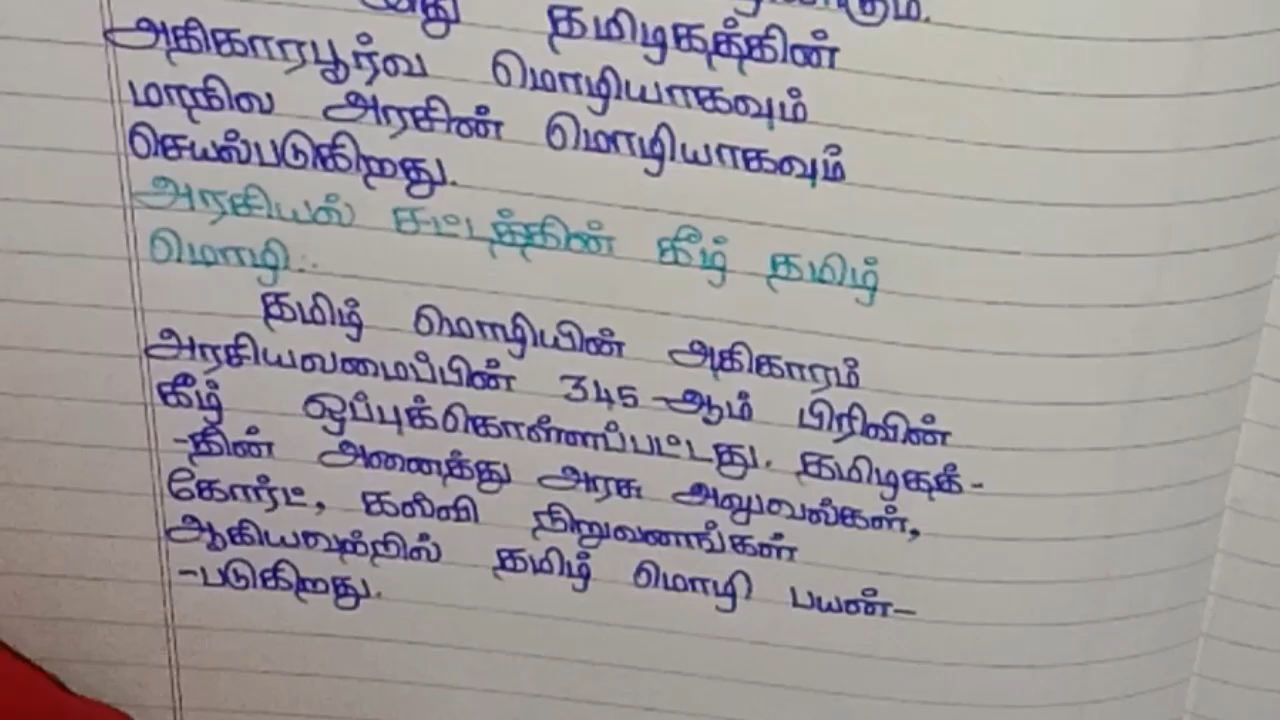 தமிழகத்தின்
அதிகாரபூர்வ மொழியாகவும்
மாநில அரசின் மொழியாகவும்
செயல்படுகிறது.
அரசியல் சட்டத்தின் கீழ் தமிழ்
மொழி..
தமிழ் மொழியின் அதிகாரம்
அரசியலமைப்பின் 345-ஆம் பிரிவின்
கீழ் ஒப்புக்கொள்ளப்பட்டது. தமிழகத்-
-தின் அனைத்து அரசு அலுவல்கள்,
கோர்ட், கல்வி நிறுவனங்கள்
ஆகியவற்றில் தமிழ் மொழி பயன்-
-படுகிறது.